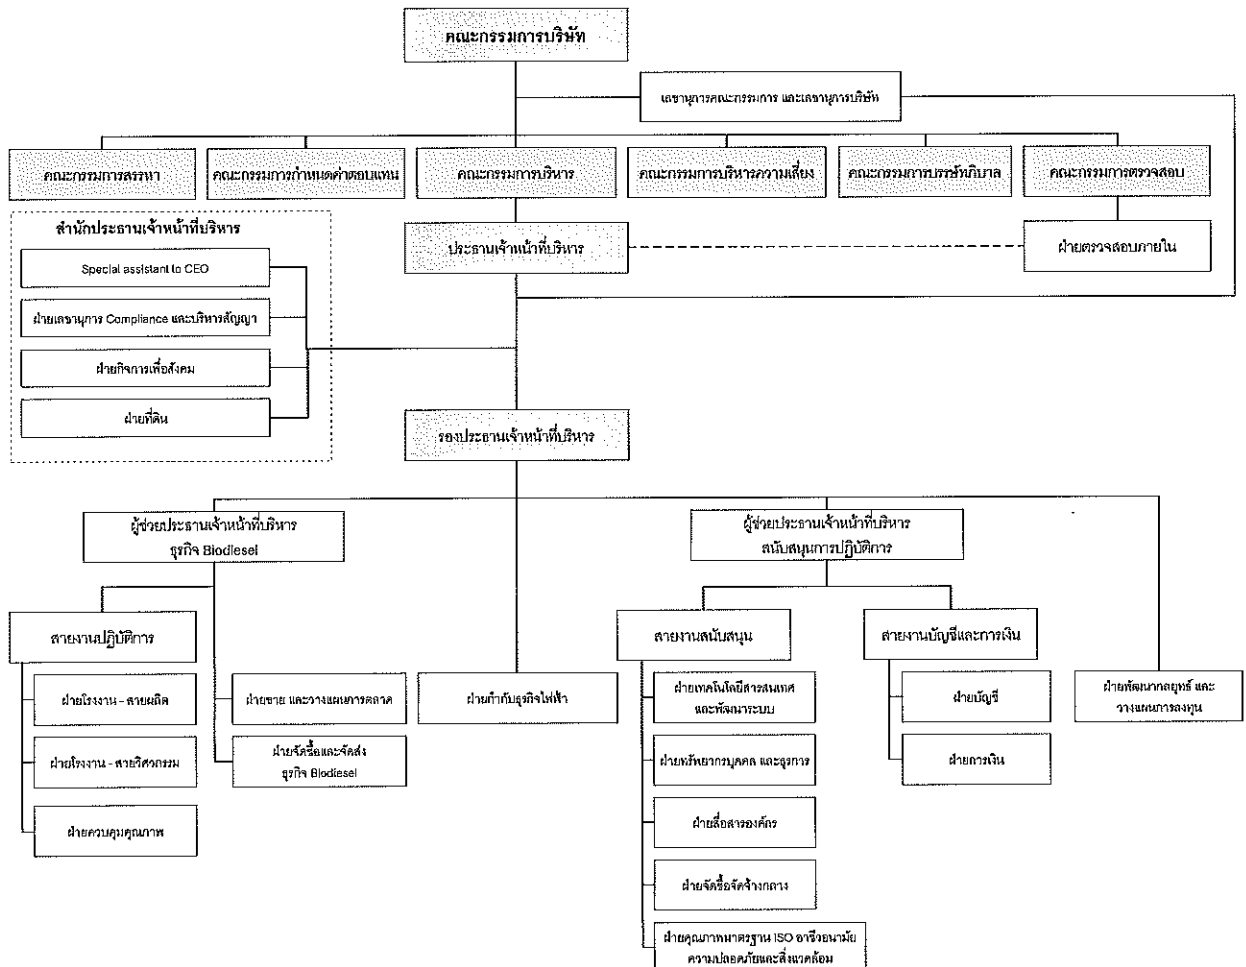 คณะกรรมการบริษัท
เลขานุการคณะกรรมการ และเลขานุการบริษัท
คณะกรรมการสรรหา
คณะกรรมการกำหนดค่าตอบแทน
คณะกรรมการบริหาร
คณะกรรมการบริหารความเสี่ยง
คณะกรรมการบรรษัทภิบาล
คณะกรรมการตรวจสอบ
สำนักประธานเจ้าหน้าที่บริหาร
ประธานเจ้าหน้าที่บริหาร
ฝ่ายตรวจสอบภายใน
Special assistant to CEO
ฝ่ายเลขานุการ Compliance และบริหารสัญญา
ฝ่ายกิจการเพื่อสังคม
ฝ่ายที่ดิน
รองประธานเจ้าหน้าที่บริหาร
ผู้ช่วยประธานเจ้าหน้าที่บริหาร
ธุรกิจ Biodiesel
ผู้ช่วยประธานเจ้าหน้าที่บริหาร
สนับสนุนการปฏิบัติการ
สายงานปฏิบัติการ
สายงานสนับสนุน
สายงานบัญชีและการเงิน
ฝ่ายโรงงาน - สายผลิต
ฝ่ายขาย และวางแผนการตลาด
ฝ่ายกำกับธุรกิจไฟฟ้า
ฝ่ายเทคโนโลยีสารสนเทศ
และพัฒนาระบบ
ฝ่ายบัญชี
ฝ่ายพัฒนากลยุทธ์ และ
วางแผนการลงทุน
ฝ่ายโรงงาน - สายวิศวกรรม
ฝ่ายจัดซื้อและจัดส่ง
ธุรกิจ Biodiesel
ฝ่ายทรัพยากรบุคคล และธุรการ
ฝ่ายการเงิน
ฝ่ายควบคุมคุณภาพ
ฝ่ายสื่อสารองค์กร
ฝ่ายจัดซื้อจัดจ้างกลาง
ฝ่ายคุณภาพมาตรฐาน ISO อาชีวอนามัย
ความปลอดภัยและสิ่งแวดล้อม